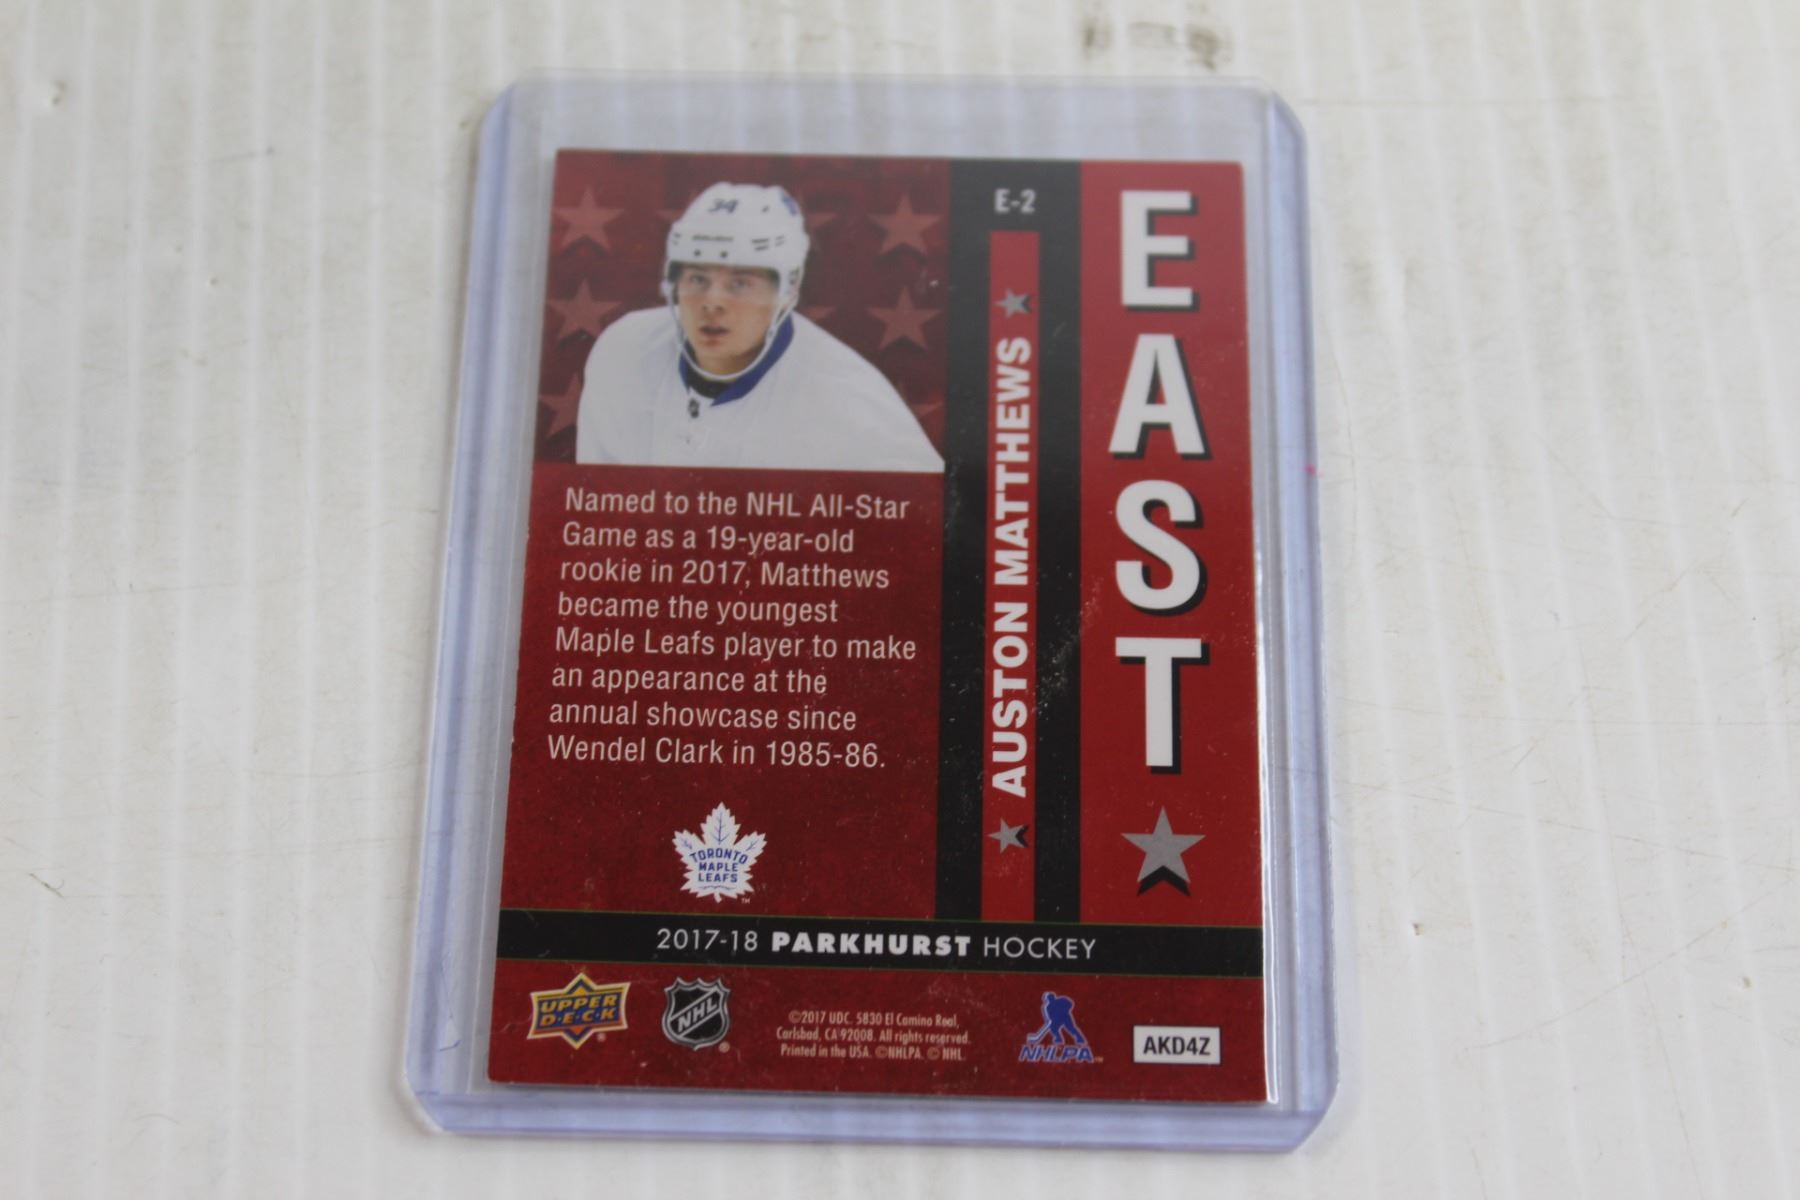 34
E-2
EAST
AUSTON MATTHEWS
Named to the NHL All-Star
Game as a 19-year-old
rookie in 2017, Matthews
became the youngest
Maple Leafs player to make
an appearance at the
annual showcase since
Wendel Clark in 1985-86.
TORONTO
MAPLE
LEAFS
TM
2017-18 PARKHURST HOCKEY
UPPER
D·E·C·K
®
NHL
®
©2017 UDC. 5830 El Camino Real,
Carlsbad, CA 92008. All rights reserved.
Printed in the USA. ©NHLPA. © NHL.
NHLPA
AKD4Z